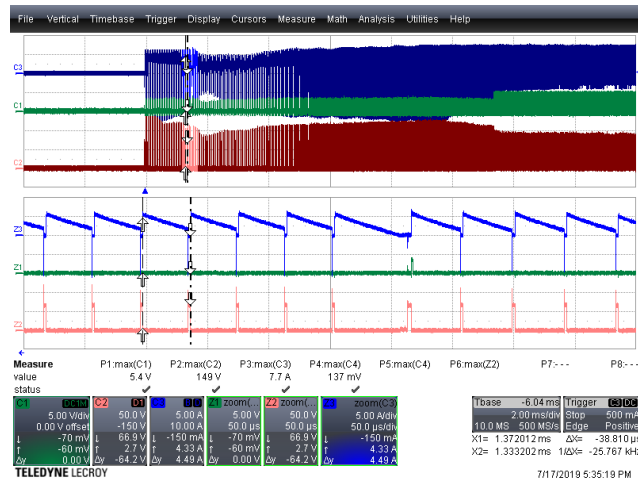 File Vertical Timebase Trigger Display Cursors Measure Math Analysis Utilities Help
C3
C1
C2
Z3
Z1
Z2
Measure P1:max(C1) P2:max(C2) P3:max(C3) P4:max(C4) P5:max(C4) P6:max(Z2) P7:- - - P8:- -
value 5.4 V 149 V 7.7 A 137 mV
status
C1 DC1M
5.00 V/div
0.00 V offset
↓ -70 mV
↑ -60 mV
Δy 0.00 V
C2 D1
50.0 V
-150 V
↓ 66.9 V
↑ 2.7 V
Δy -64.2 V
5.00 A
10.00 A
↓ -150 mA
↑ 4.33 A
Δy 4.49 A
Z1 zoom(...
5.00 V
50.0 µs
↓ -70 mV
↑ -60 mV
Δy 0.00 V
Z2 zoom(...
50.0 V
50.0 µs
↓ 66.9 V
↑ 2.7 V
Δy -64.2 V
zoom(C3)
5.00 A/div
50.0 µs/div
↓ -150 mA
↑ 4.33 A
Δy 4.49 A
Tbase -6.04 ms
2.00 ms/div
10.0 MS 500 MS/s
Trigger C3 DC
Stop 500 mA
Edge Positive
X1= 1.372012 ms ΔX= -38.810 µs
X2= 1.333202 ms 1/ΔX= -25.767 kHz
TELEDYNE LECROY 7/17/2019 5:35:19 PM